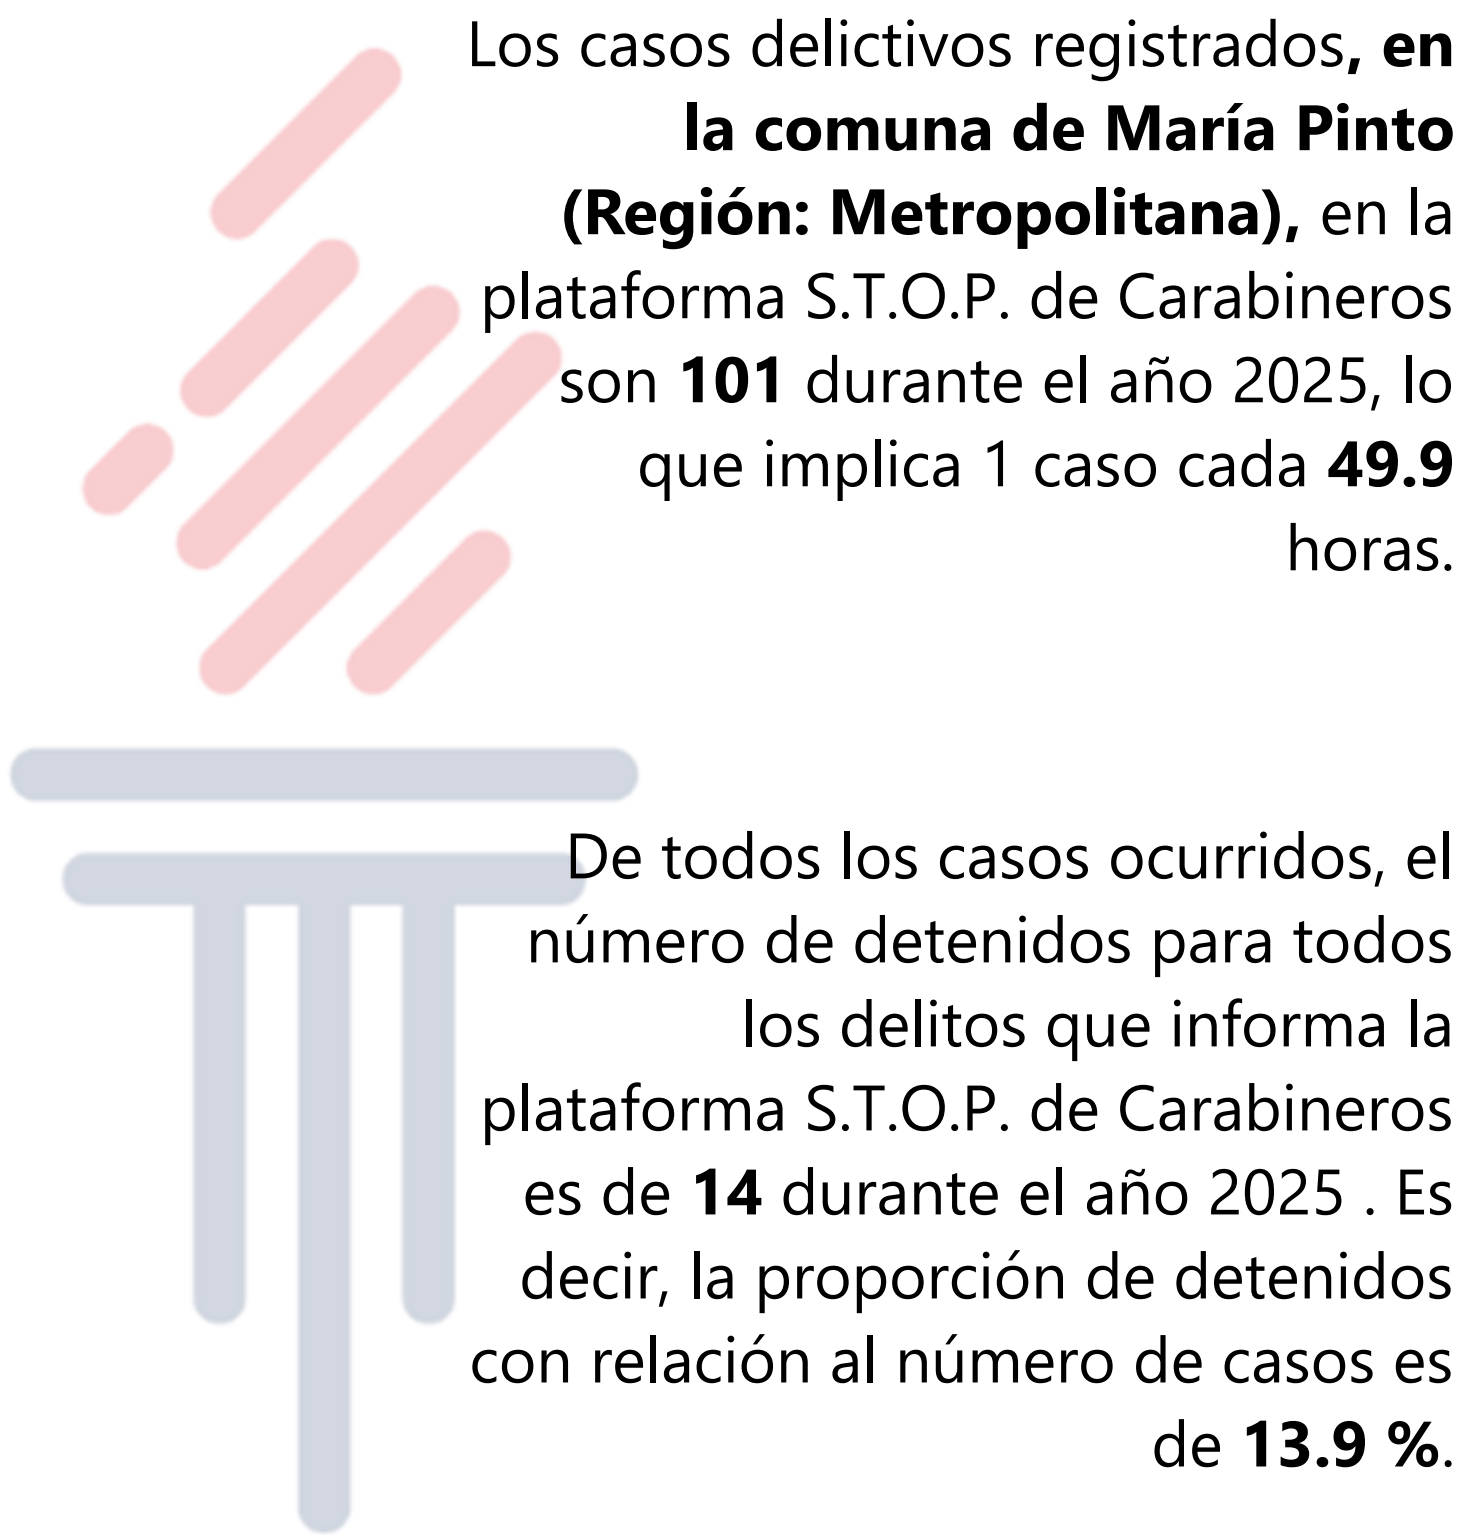 Los casos delictivos registrados, en
la comuna de María Pinto
(Región: Metropolitana), en la
plataforma S.T.O.P. de Carabineros
son 101 durante el año 2025, lo
que implica 1 caso cada 49.9
horas.
De todos los casos ocurridos, el
número de detenidos para todos
los delitos que informa la
plataforma S.T.O.P. de Carabineros
es de 14 durante el año 2025 . Es
decir, la proporción de detenidos
con relación al número de casos es
de 13.9 %.